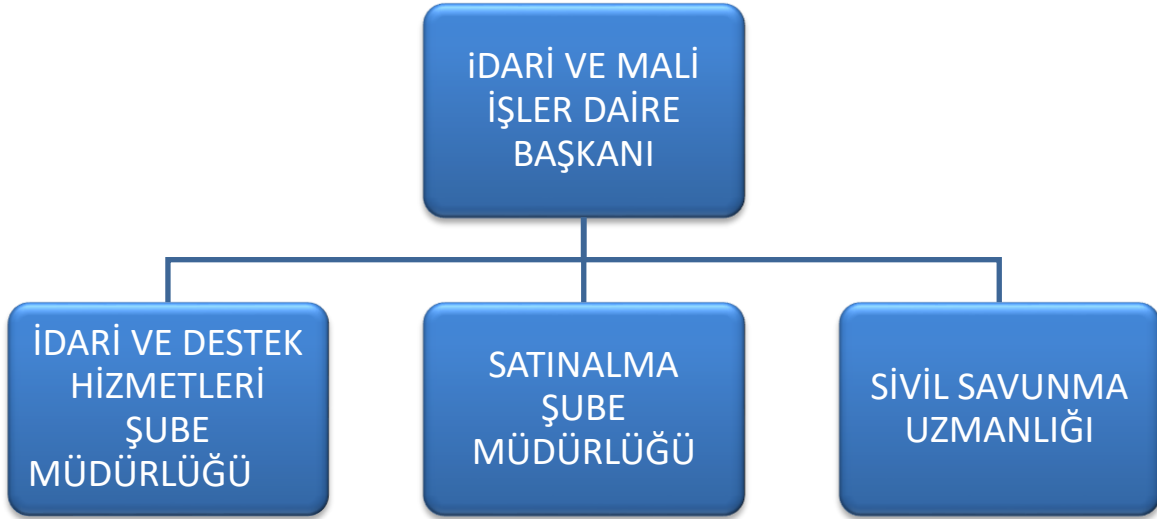 iDARİ VE MALİ
İŞLER DAİRE
BAŞKANI
İDARİ VE DESTEK
HİZMETLERİ
ŞUBE
MÜDÜRLÜĞÜ
SATINALMA
ŞUBE
MÜDÜRLÜĞÜ
SİVİL SAVUNMA
UZMANLIĞI